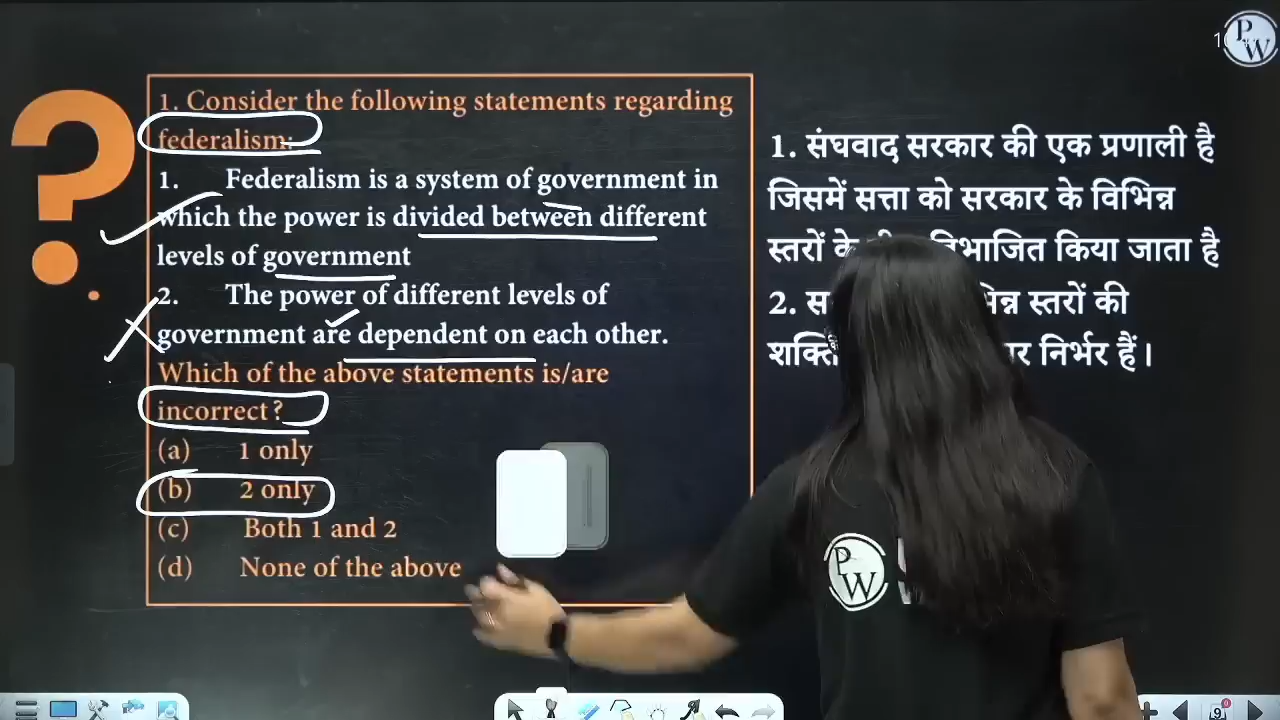 1. Consider the following statements regarding
federalism:
1. Federalism is a system of government in
which the power is divided between different
levels of government
2. The power of different levels of
government are dependent on each other.
Which of the above statements is/are
incorrect?
(a) 1 only
(b) 2 only
(c) Both 1 and 2
(d) None of the above
1. संघवाद सरकार की एक प्रणाली है
जिसमें सत्ता को सरकार के विभिन्न
स्तरों किया जाता है
2. स्तरों की
निर्भर हैं।
PW
PW
9